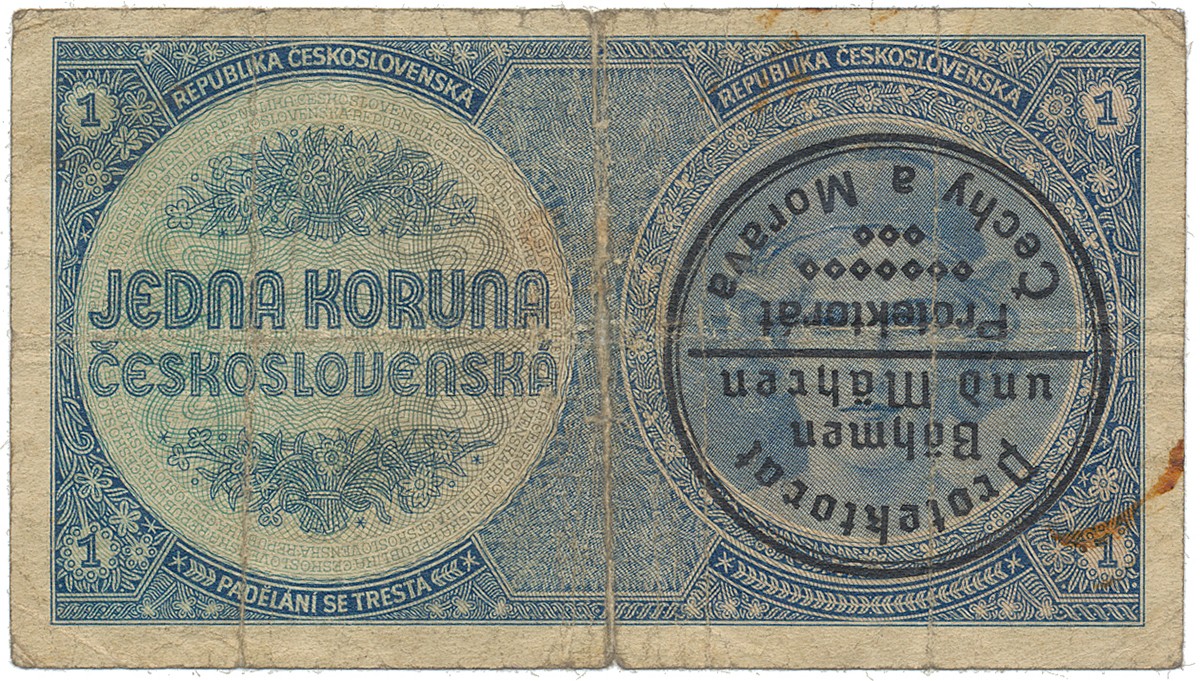 REPUBLIKA ČESKOSLOVENSKÁ
REPUBLIKA ČESKOSLOVENSKÁ
1
1
JEDNA KORUNA
ČESKOSLOVENSKÁ
1
1
PADĚLÁNÍ SE TRESTÁ
Protektorat
Böhmen
und Mähren
Protektorát
Čechy a Morava